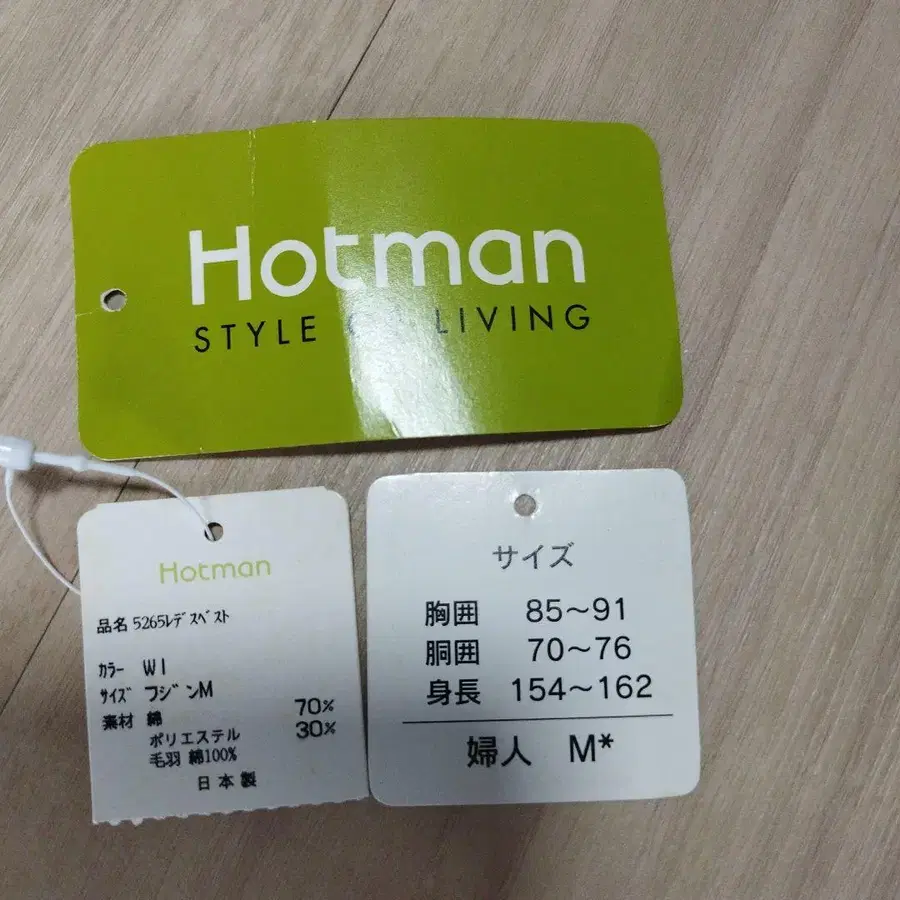 Hotman
STYLE LIVING
Hotman
品名 5265ﾚﾃﾞｽﾍﾞｽﾄ
ｶﾗｰ WI
ｻｲｽﾞ フジンM
素材 綿 70%
ポリエステル 30%
毛羽 綿100%
日本製
サイズ
胸囲 85〜91
胴囲 70〜76
身長 154〜162
婦人 M*